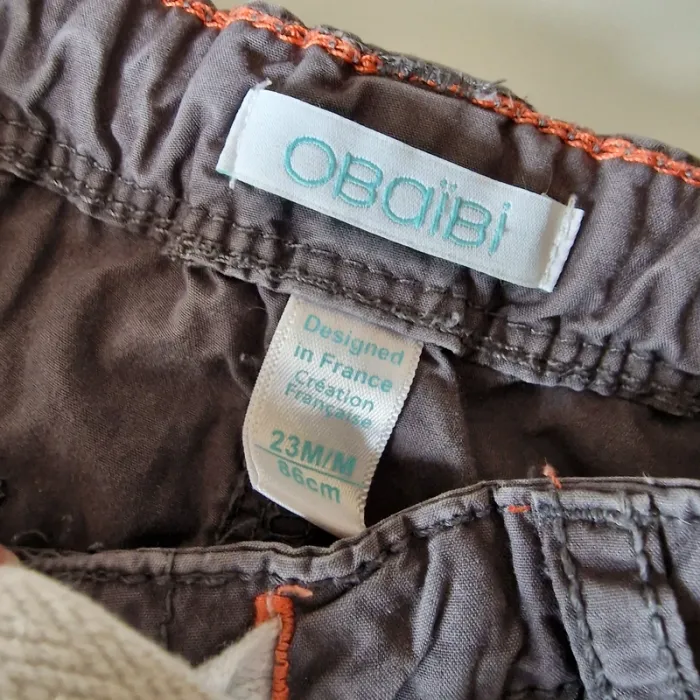 OBaïBi
Designed
in France
Création
Française
23M/M
86cm